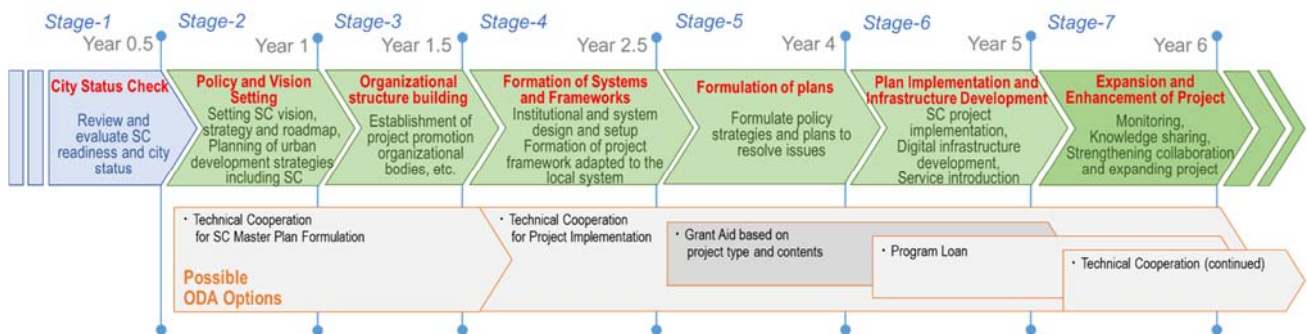 Stage-1
Stage-2
Stage-3
Stage-4
Stage-5
Stage-6
Stage-7
Year 0.5
Year 1
Year 1.5
Year 2.5
Year 4
Year 5
Year 6
City Status Check
Review and
evaluate SC
readiness and city
status
Policy and Vision
Setting
Setting SC vision,
strategy and roadmap,
Planning of urban
development strategies
including SC
Organizational
structure building
Establishment of
project promotion
organizational
bodies, etc.
Formation of Systems
and Frameworks
Institutional and system
design and setup
Formation of project
framework adapted to the
local system
Formulation of plans
Formulate policy
strategies and plans to
resolve issues
Plan Implementation and
Infrastructure Development
SC project
implementation,
Digital infrastructure
development,
Service introduction
Expansion and
Enhancement of Project
Monitoring,
Knowledge sharing,
Strengthening collaboration
and expanding project
・Technical Cooperation
for SC Master Plan Formulation
Possible
ODA Options
・Technical Cooperation
for Project Implementation
・Grant Aid based on
project type and contents
・Program Loan
・Technical Cooperation (continued)